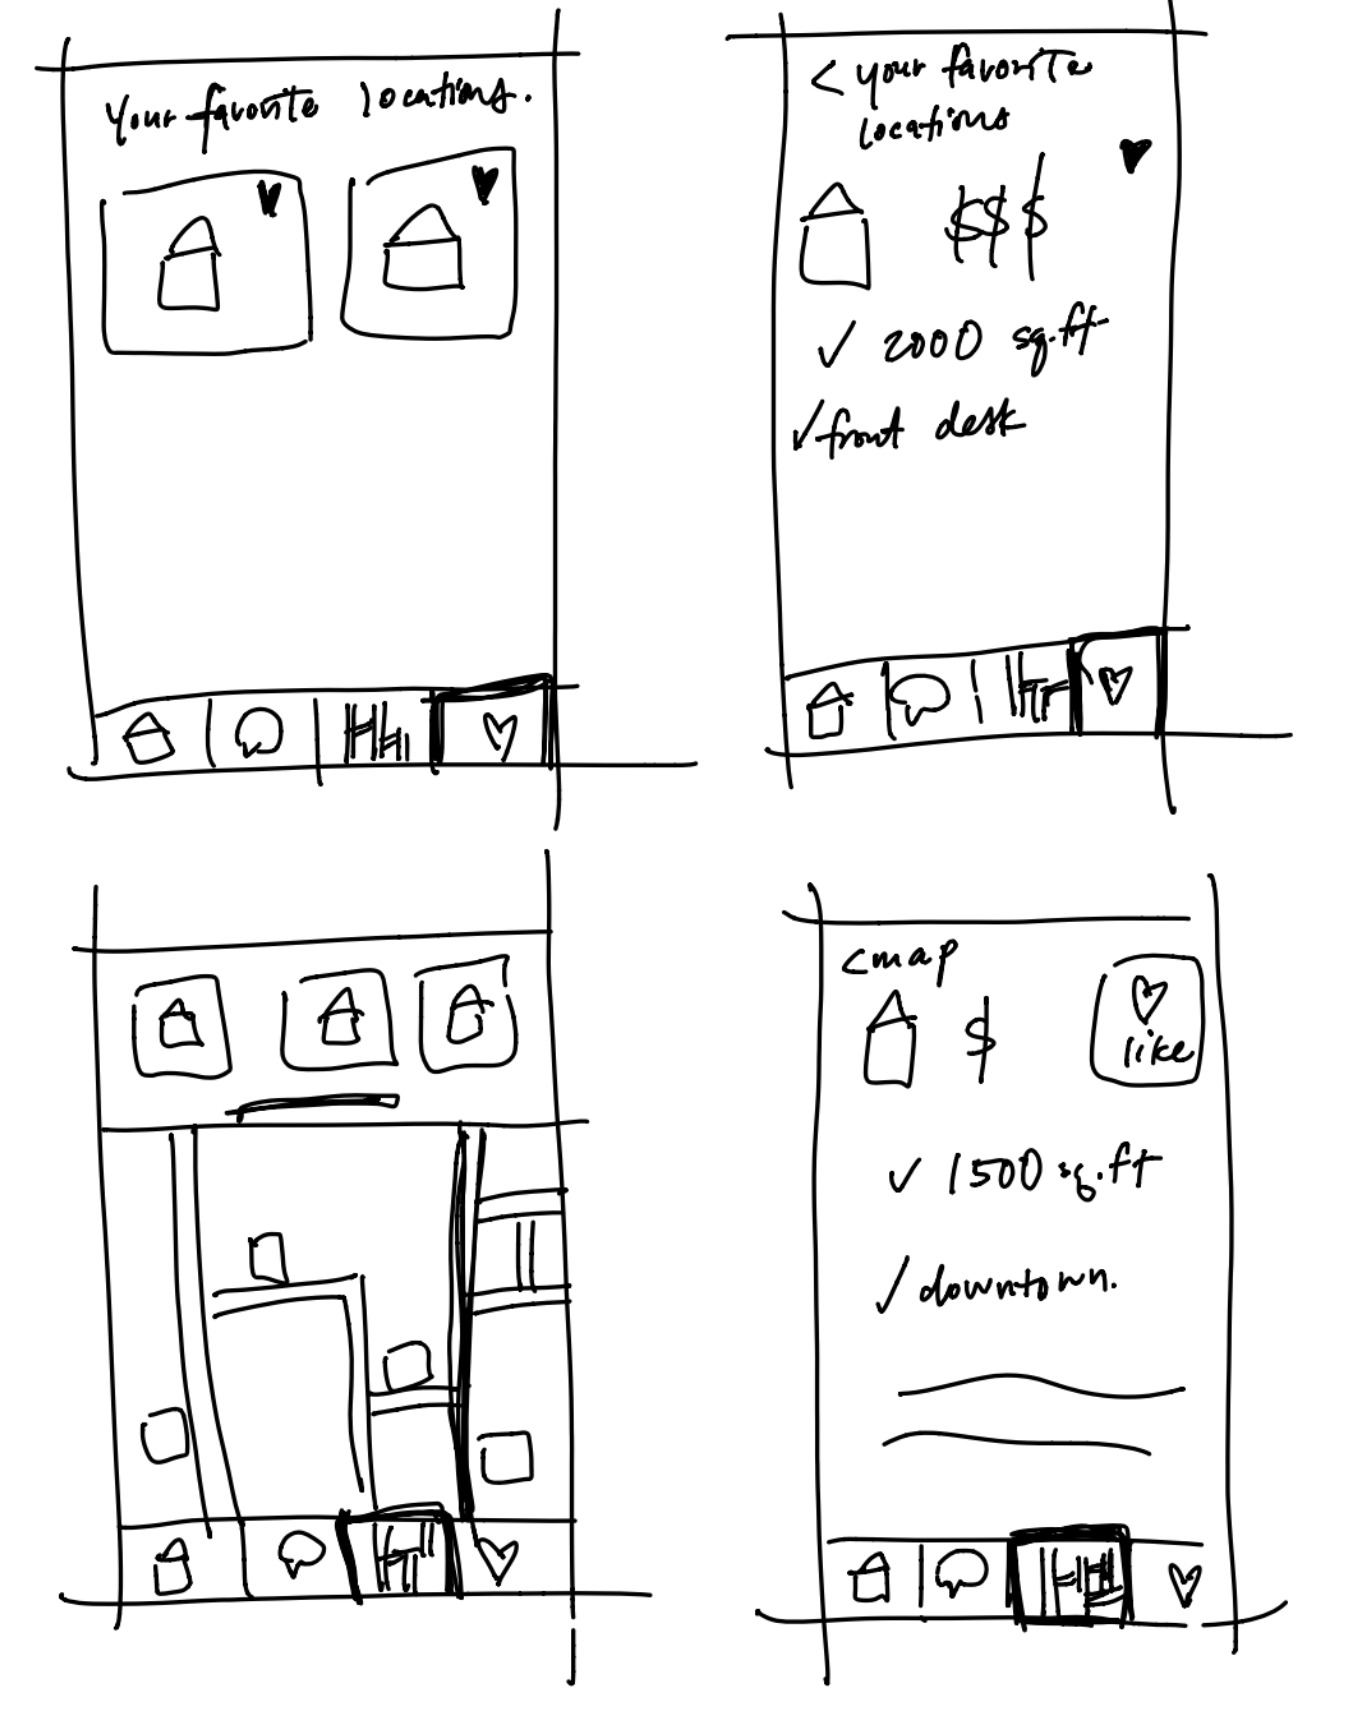 Your favorite locations.
< your favorite
locations
$$$
✓ 2000 sq.ft
✓ front desk
< map
$
like
✓ 1500 sq.ft
✓ downtown.